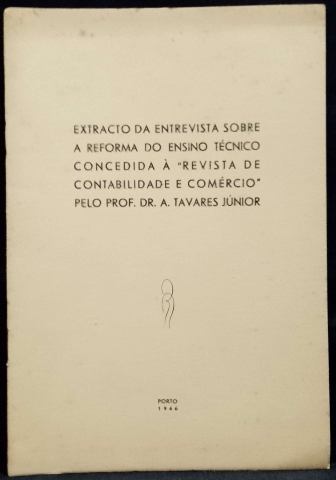 EXTRACTO DA ENTREVISTA SOBRE
A REFORMA DO ENSINO TÉCNICO
CONCEDIDA À "REVISTA DE
CONTABILIDADE E COMÉRCIO"
PELO PROF. DR. A. TAVARES JÚNIOR
PORTO
1946